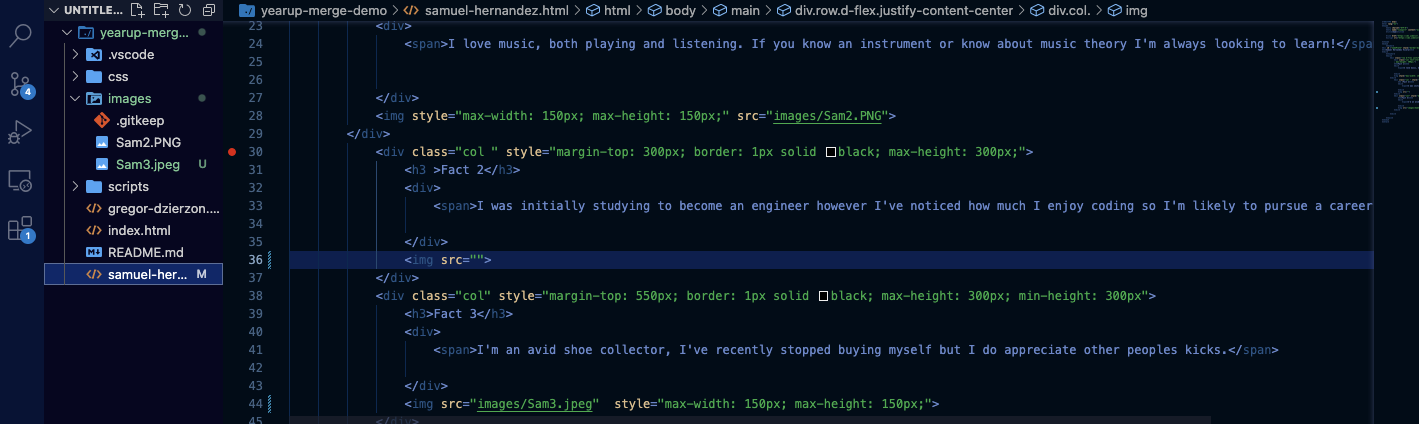 UNTITLE...
yearup-merge-demo > samuel-hernandez.html > html > body > main > div.row.d-flex.justify-content-center > div.col. > img
yearup-merg...
.vscode
css
images
.gitkeep
Sam2.PNG
Sam3.jpeg U
scripts
gregor-dzierzon....
index.html
README.md
samuel-her... M
4
1
23 <div>
24 <span>I love music, both playing and listening. If you know an instrument or know about music theory I'm always looking to learn!</spa
25
26
27 </div>
28 <img style="max-width: 150px; max-height: 150px;" src="images/Sam2.PNG">
29 </div>
30 <div class="col " style="margin-top: 300px; border: 1px solid black; max-height: 300px;">
31 <h3 >Fact 2</h3>
32 <div>
33 <span>I was initially studying to become an engineer however I've noticed how much I enjoy coding so I'm likely to pursue a career
34
35 </div>
36 <img src="">
37 </div>
38 <div class="col" style="margin-top: 550px; border: 1px solid black; max-height: 300px; min-height: 300px">
39 <h3>Fact 3</h3>
40 <div>
41 <span>I'm an avid shoe collector, I've recently stopped buying myself but I do appreciate other peoples kicks.</span>
42
43 </div>
44 <img src="images/Sam3.jpeg" style="max-width: 150px; max-height: 150px;">
45 </div>